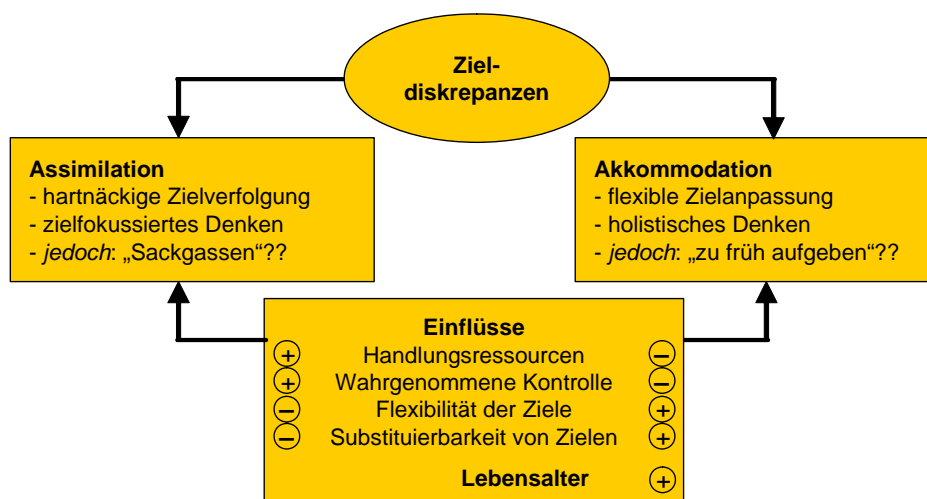 Ziel-
diskrepanzen
Assimilation
- hartnäckige Zielverfolgung
- zielfokussiertes Denken
- jedoch: „Sackgassen“??
Akkommodation
- flexible Zielanpassung
- holistisches Denken
- jedoch: „zu früh aufgeben“??
Einflüsse
+ Handlungsressourcen −
+ Wahrgenommene Kontrolle −
− Flexibilität der Ziele +
− Substituierbarkeit von Zielen +
Lebensalter +